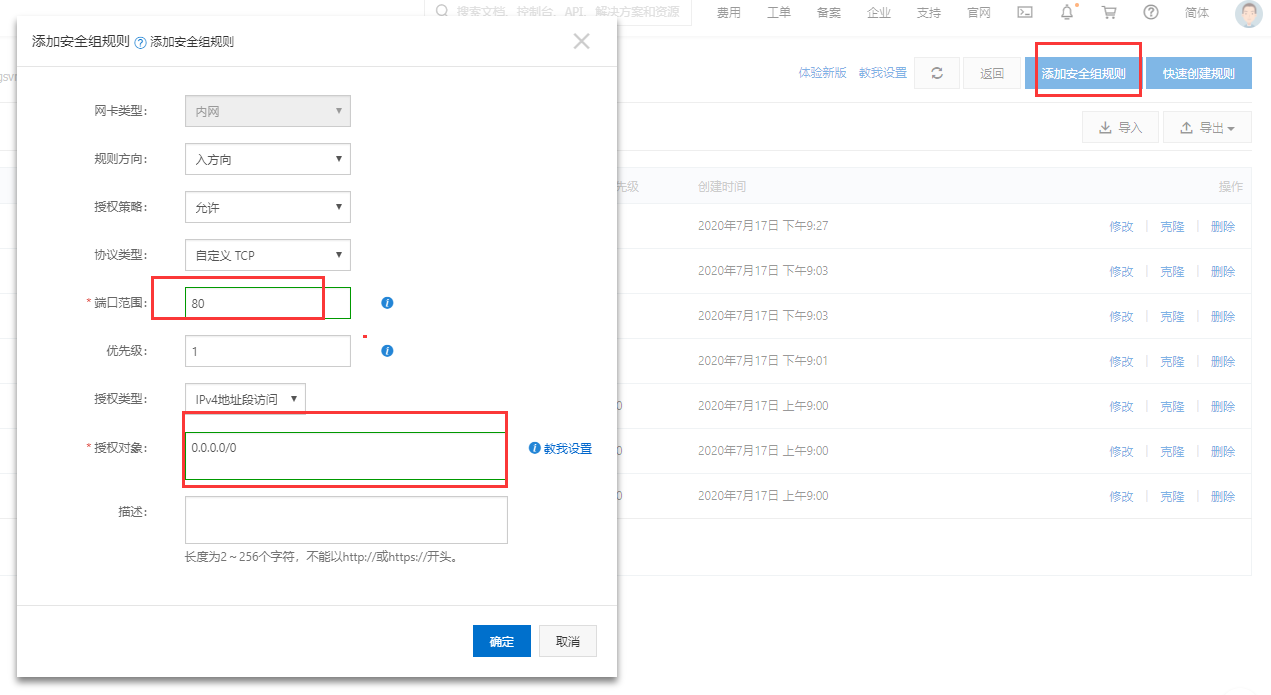 搜索文档、控制台、API、解决方案和资源
费用 工单 备案 企业 支持 官网 简体
添加安全组规则 添加安全组规则
体验新版 教我设置 返回 添加安全组规则 快速创建规则
导入 导出
网卡类型： 内网
规则方向： 入方向
授权策略： 允许
协议类型： 自定义 TCP
* 端口范围： 80
优先级： 1
授权类型： IPv4地址段访问
* 授权对象： 0.0.0.0/0 教我设置
描述：
长度为2～256个字符，不能以http://或https://开头。
确定 取消
先级 创建时间 操作
2020年7月17日 下午9:27 修改 克隆 删除
2020年7月17日 下午9:03 修改 克隆 删除
2020年7月17日 下午9:03 修改 克隆 删除
2020年7月17日 下午9:01 修改 克隆 删除
0 2020年7月17日 上午9:00 修改 克隆 删除
0 2020年7月17日 上午9:00 修改 克隆 删除
0 2020年7月17日 上午9:00 修改 克隆 删除